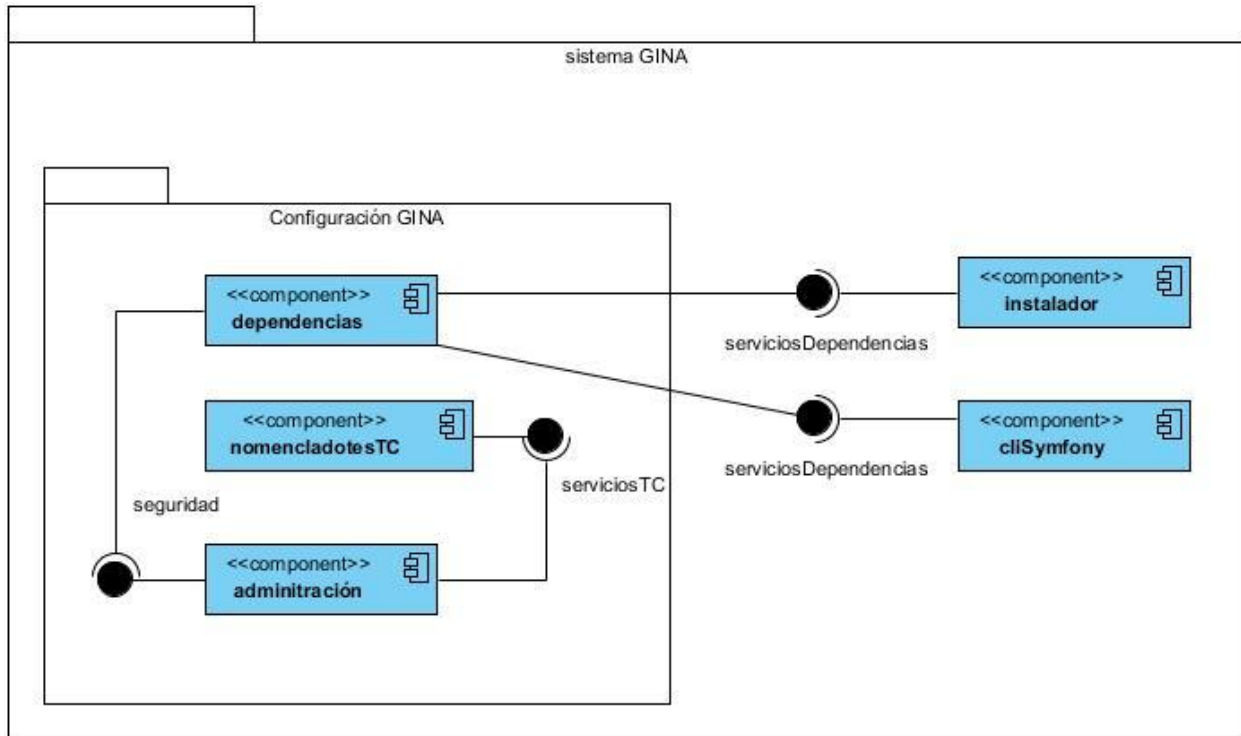 sistema GINA
Configuración GINA
<<component>>
dependencias
<<component>>
instalador
serviciosDependencias
<<component>>
nomencladotesTC
<<component>>
cliSymfony
serviciosDependencias
serviciosTC
seguridad
<<component>>
adminitración